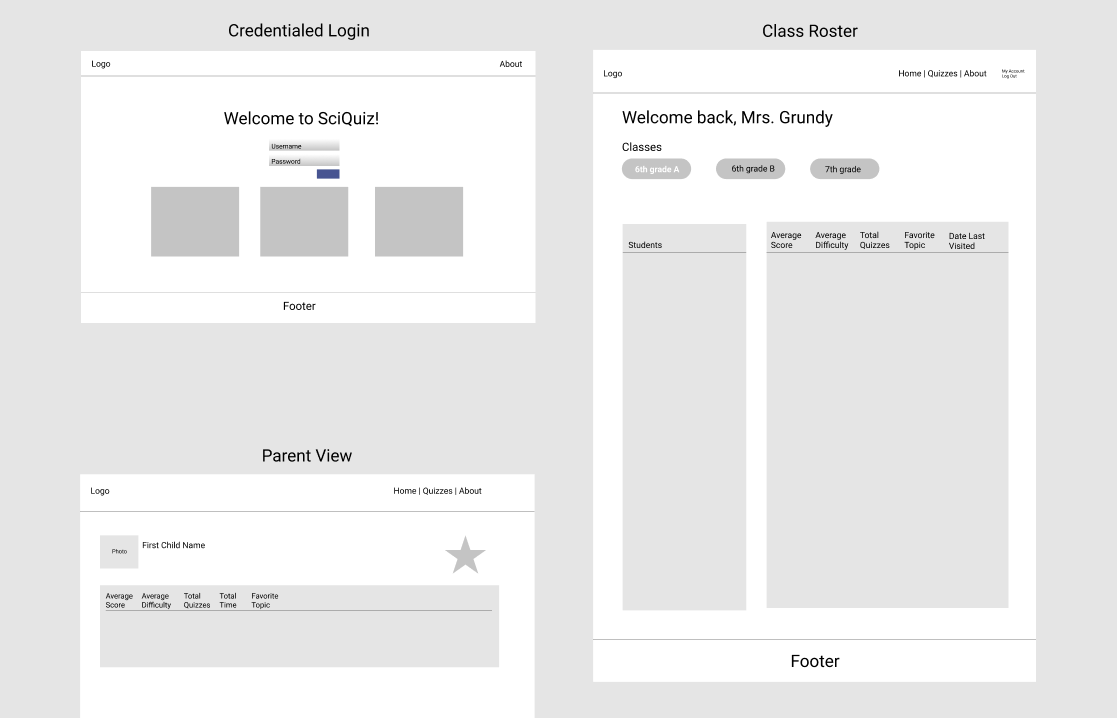 Credentialed Login
Logo
About
Welcome to SciQuiz!
Username
Password
Footer
Class Roster
Logo
Home | Quizzes | About
My Account
Log Out
Welcome back, Mrs. Grundy
Classes
6th grade A
6th grade B
7th grade
Students
Average Score
Average Difficulty
Total Quizzes
Favorite Topic
Date Last Visited
Footer
Parent View
Logo
Home | Quizzes | About
Photo
First Child Name
Average Score
Average Difficulty
Total Quizzes
Total Time
Favorite Topic